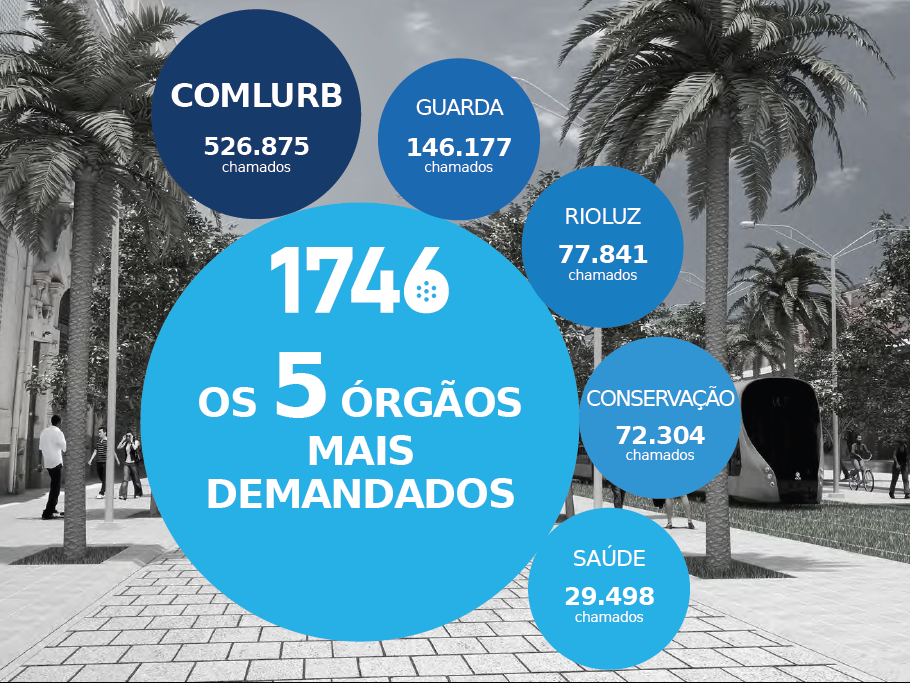 COMLURB
526.875
chamados
GUARDA
146.177
chamados
RIOLUZ
77.841
chamados
1746
OS 5 ÓRGÃOS
MAIS
DEMANDADOS
CONSERVAÇÃO
72.304
chamados
SAÚDE
29.498
chamados